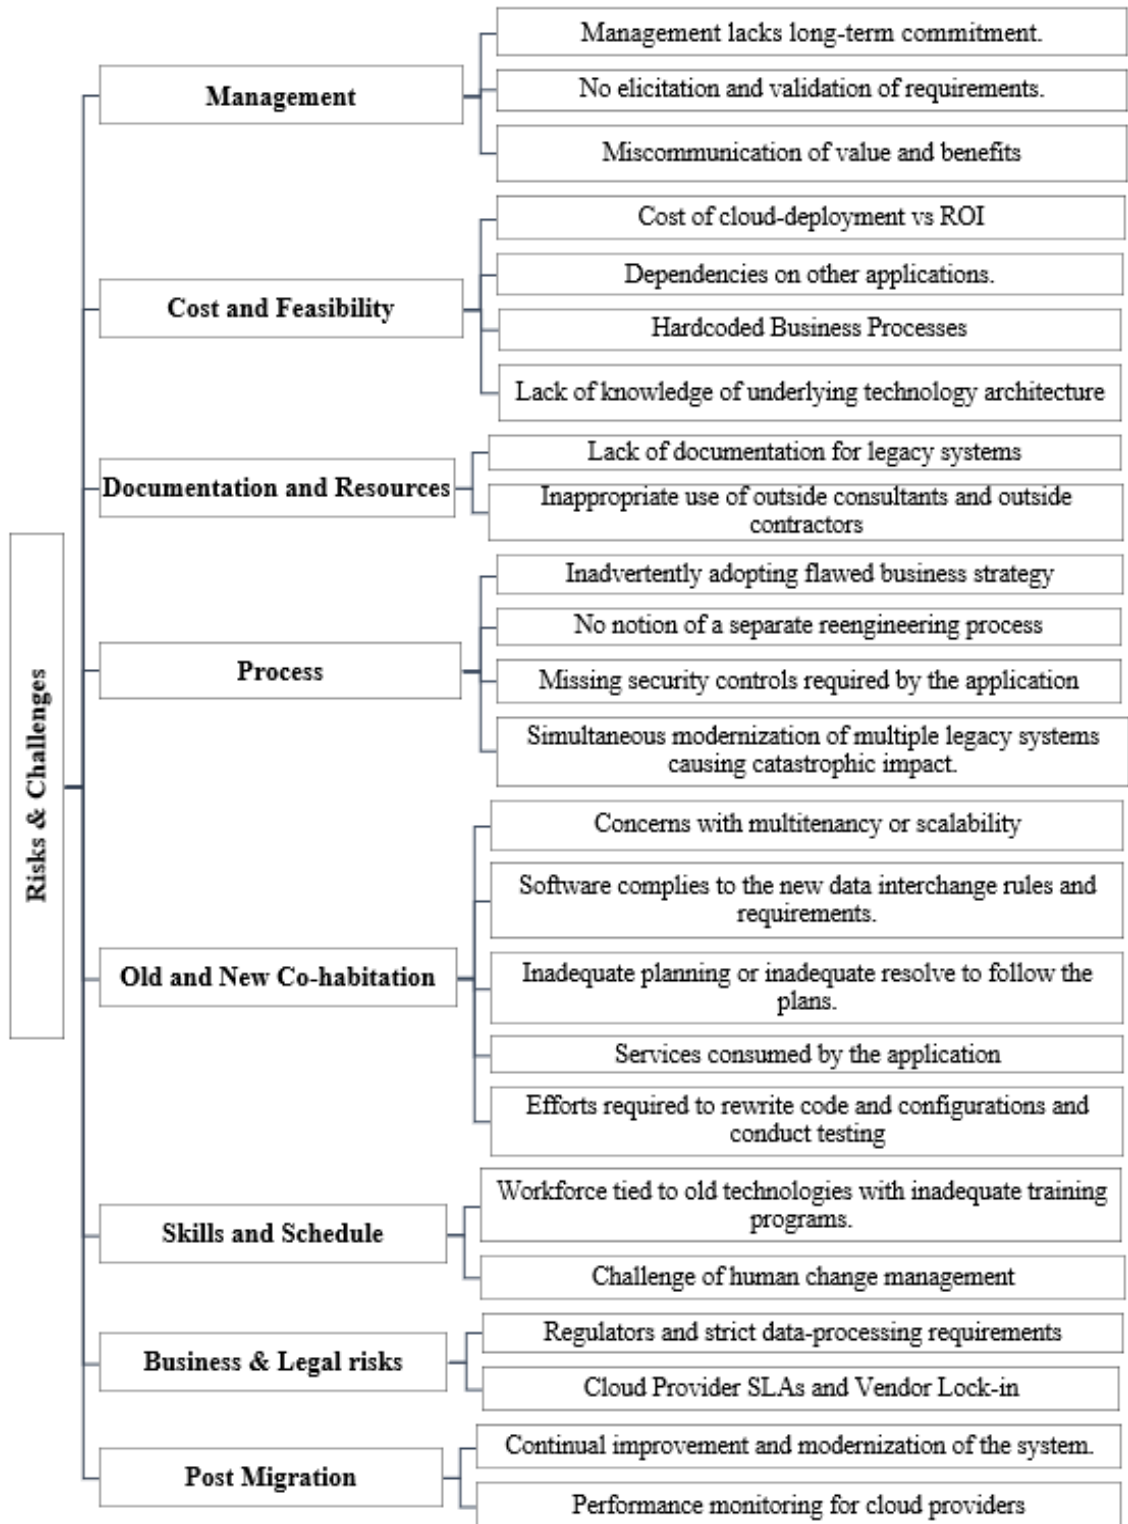 Risks & Challenges
Management
Management lacks long-term commitment.
No elicitation and validation of requirements.
Miscommunication of value and benefits
Cost and Feasibility
Cost of cloud-deployment vs ROI
Dependencies on other applications.
Hardcoded Business Processes
Lack of knowledge of underlying technology architecture
Documentation and Resources
Lack of documentation for legacy systems
Inappropriate use of outside consultants and outside
contractors
Process
Inadvertently adopting flawed business strategy
No notion of a separate reengineering process
Missing security controls required by the application
Simultaneous modernization of multiple legacy systems
causing catastrophic impact.
Old and New Co-habitation
Concerns with multitenancy or scalability
Software complies to the new data interchange rules and
requirements.
Inadequate planning or inadequate resolve to follow the
plans.
Services consumed by the application
Efforts required to rewrite code and configurations and
conduct testing
Skills and Schedule
Workforce tied to old technologies with inadequate training
programs.
Challenge of human change management
Business & Legal risks
Regulators and strict data-processing requirements
Cloud Provider SLAs and Vendor Lock-in
Post Migration
Continual improvement and modernization of the system.
Performance monitoring for cloud providers